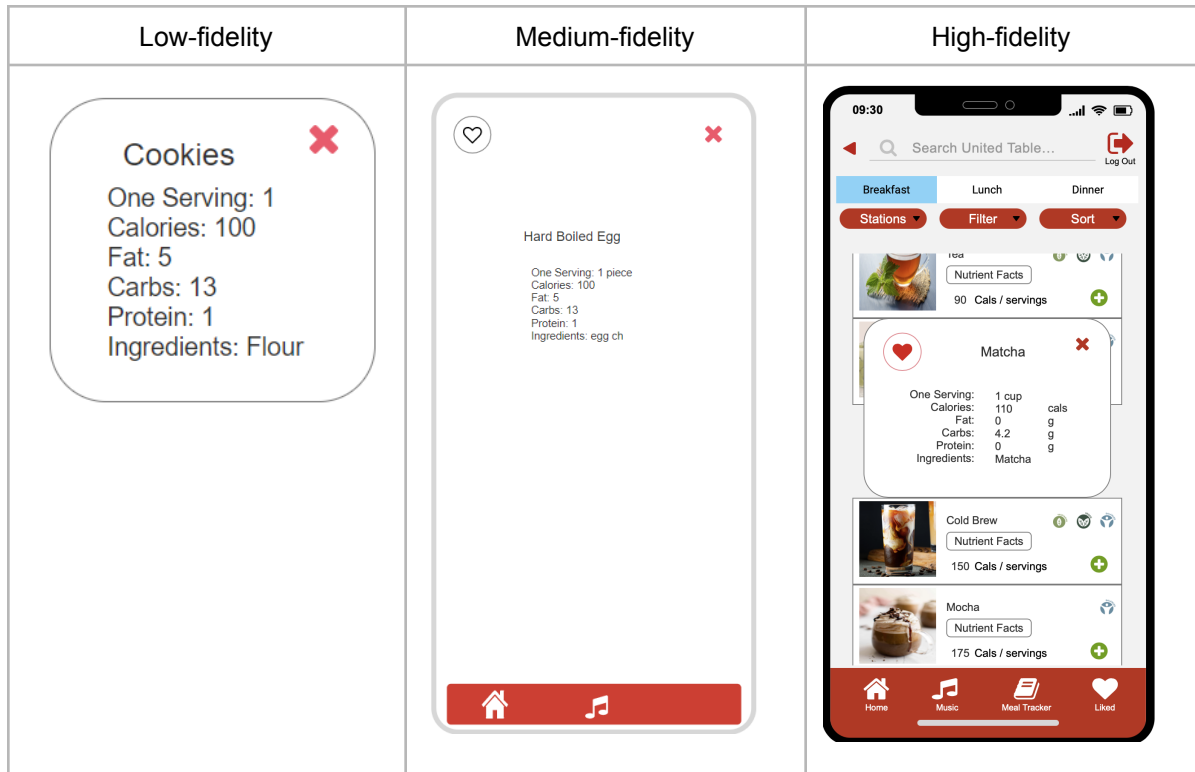 Low-fidelity
Medium-fidelity
High-fidelity
Cookies
One Serving: 1
Calories: 100
Fat: 5
Carbs: 13
Protein: 1
Ingredients: Flour
Hard Boiled Egg
One Serving: 1 piece
Calories: 100
Fat: 5
Carbs: 13
Protein: 1
Ingredients: egg ch
09:30
Search United Table...
Log Out
Breakfast Lunch Dinner
Stations Filter Sort
Tea
Nutrient Facts
90 Cals / servings
Matcha
One Serving: 1 cup
Calories: 110 cals
Fat: 0 g
Carbs: 4.2 g
Protein: 0 g
Ingredients: Matcha
Cold Brew
Nutrient Facts
150 Cals / servings
Mocha
Nutrient Facts
175 Cals / servings
Home Music Meal Tracker Liked